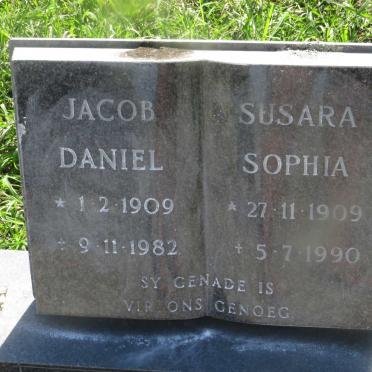 JACOB
DANIEL
* 1·2·1909
+ 9·11·1982
SUSARA
SOPHIA
* 27·11·1909
+ 5·7·1990
SY GENADE IS
VIR ONS GENOEG